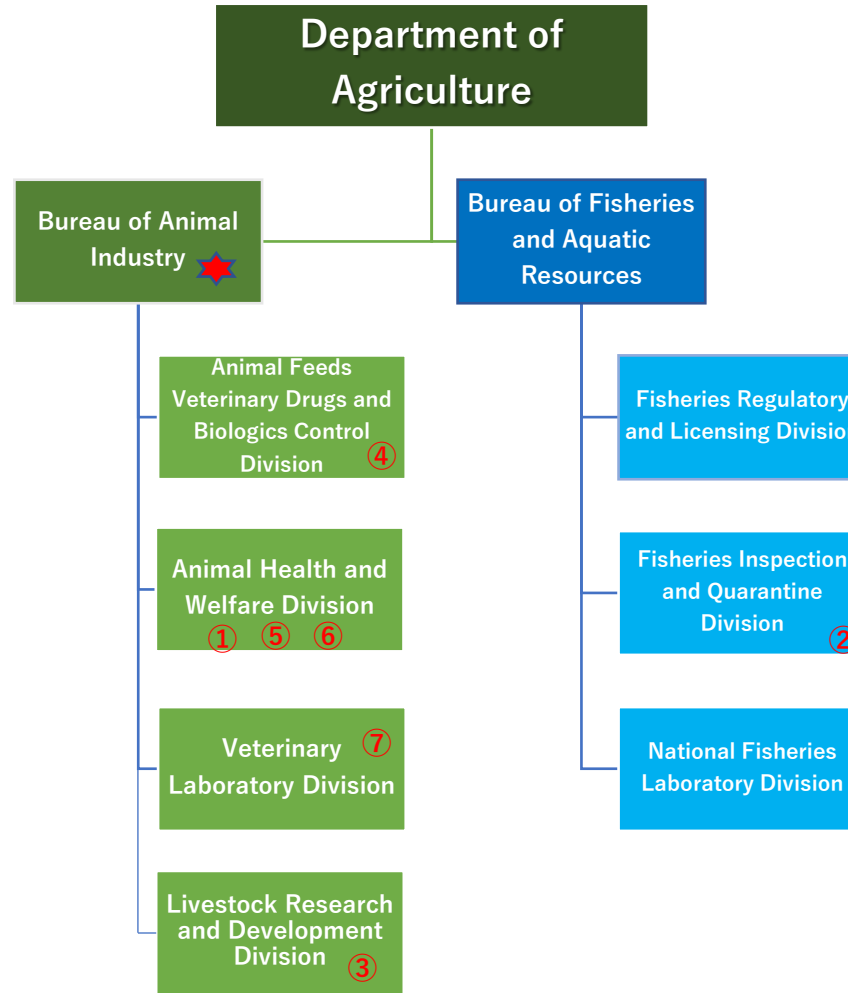 Department of
Agriculture
Bureau of Animal
Industry
Bureau of Fisheries
and Aquatic
Resources
Animal Feeds
Veterinary Drugs and
Biologics Control
Division
④
Fisheries Regulatory
and Licensing Division
Animal Health and
Welfare Division
① ⑤ ⑥
Fisheries Inspection
and Quarantine
Division
②
Veterinary ⑦
Laboratory Division
National Fisheries
Laboratory Division
Livestock Research
and Development
Division
③